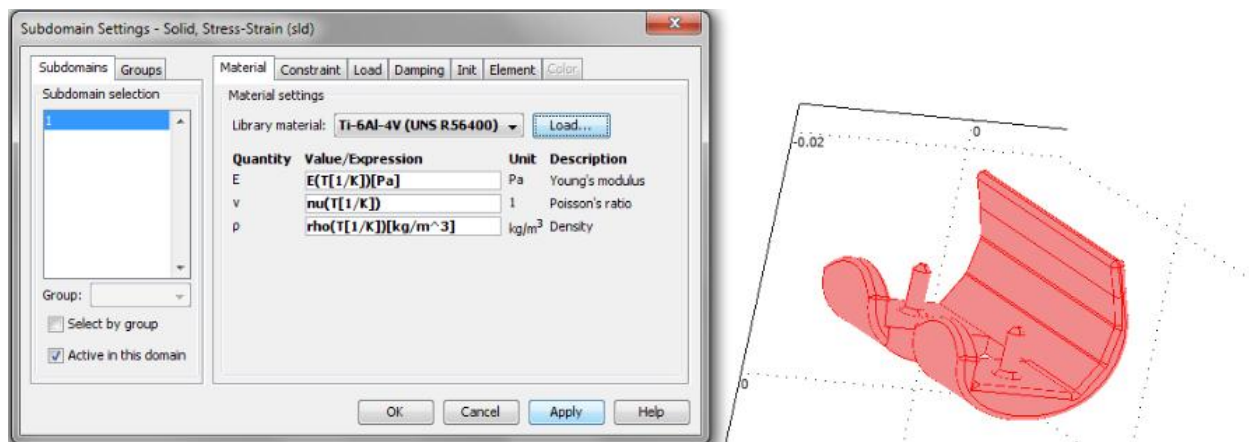 Subdomain Settings - Solid, Stress-Strain (sld)
Subdomains Groups
Subdomain selection
1
Group:
Select by group
Active in this domain
Material Constraint Load Damping Init Element Color
Material settings
Library material: Ti-6Al-4V (UNS R56400) Load...
Quantity Value/Expression Unit Description
E E(T[1/K])[Pa] Pa Young's modulus
ν nu(T[1/K]) 1 Poisson's ratio
ρ rho(T[1/K])[kg/m^3] kg/m³ Density
OK Cancel Apply Help
0
-0.02
0